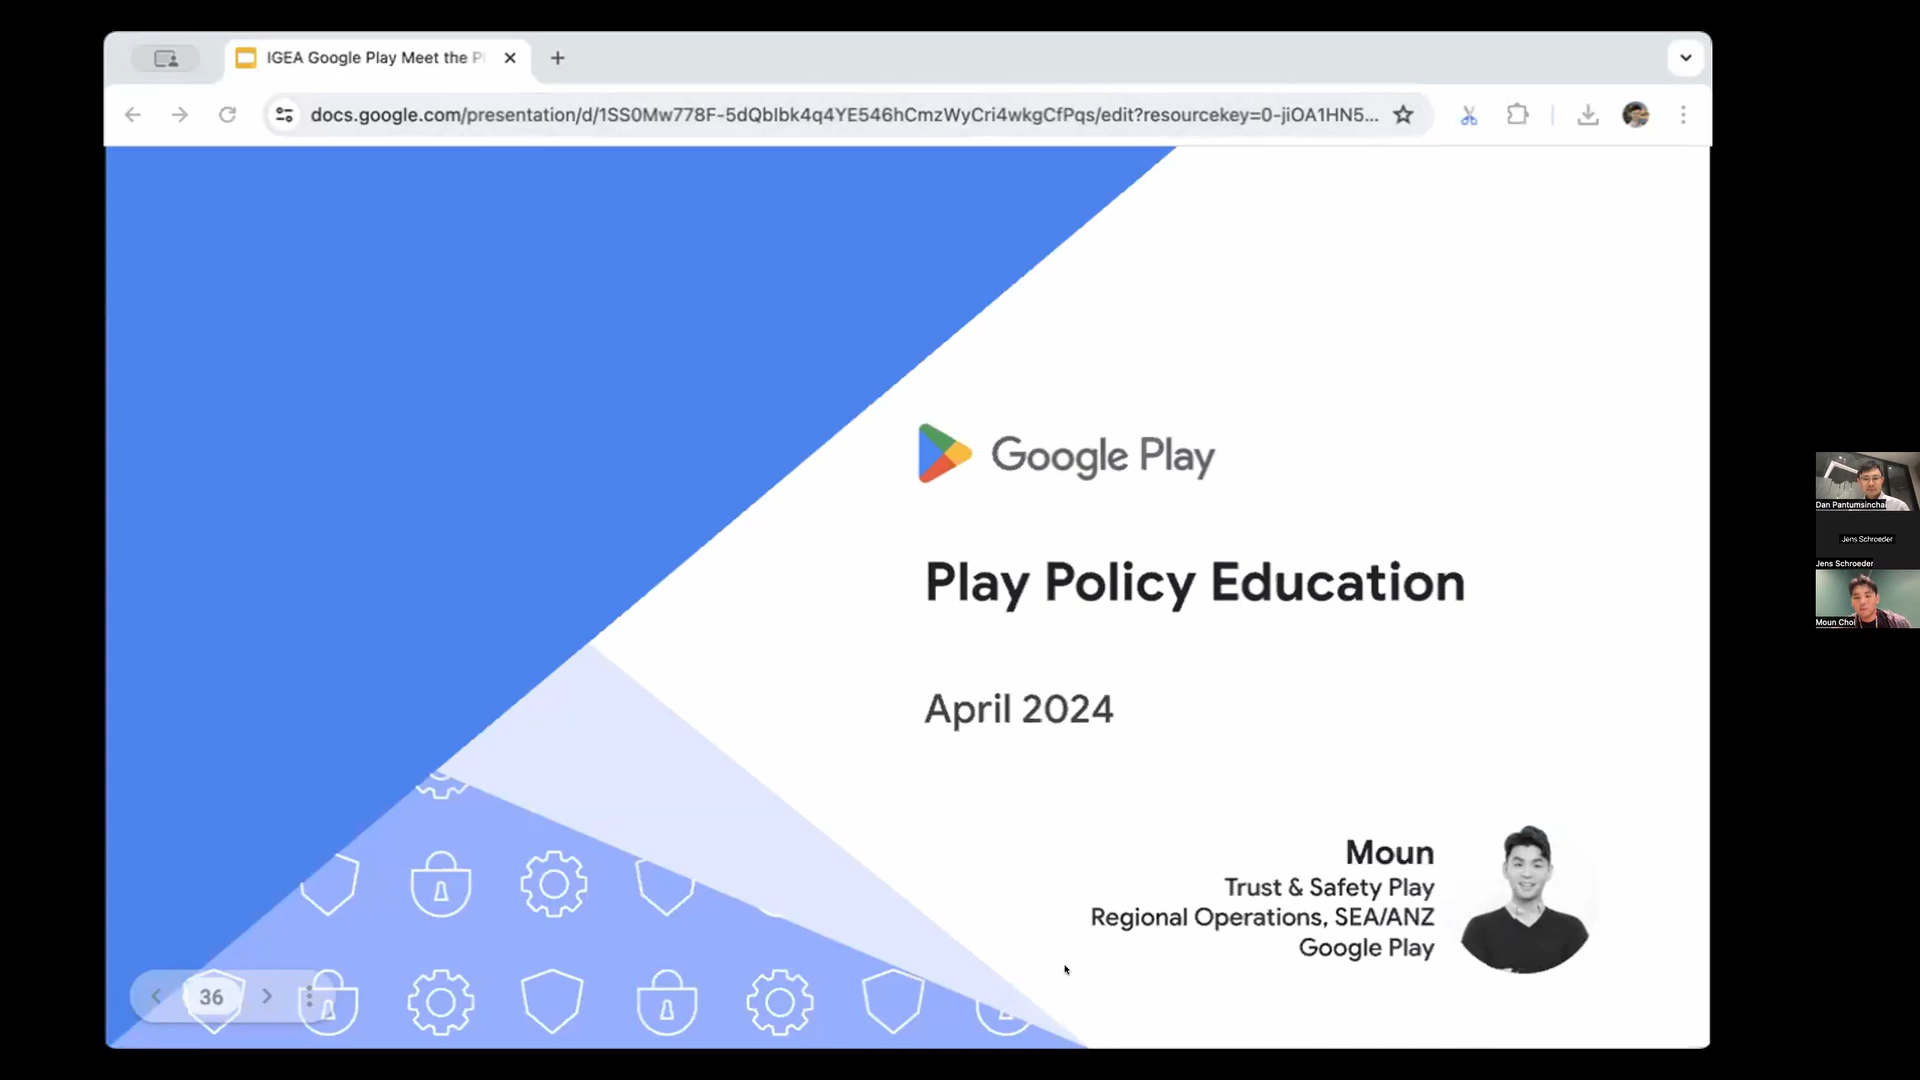 IGEA Google Play Meet the P
docs.google.com/presentation/d/1SS0Mw778F-5dQbIbk4q4YE546hCmzWyCri4wkgCfPqs/edit?resourcekey=0-jiOA1HN5...
Google Play
Play Policy Education
April 2024
Moun
Trust & Safety Play
Regional Operations, SEA/ANZ
Google Play
36
Dan Pantumsinchai
Jens Schroeder
Jens Schroeder
Moun Choi